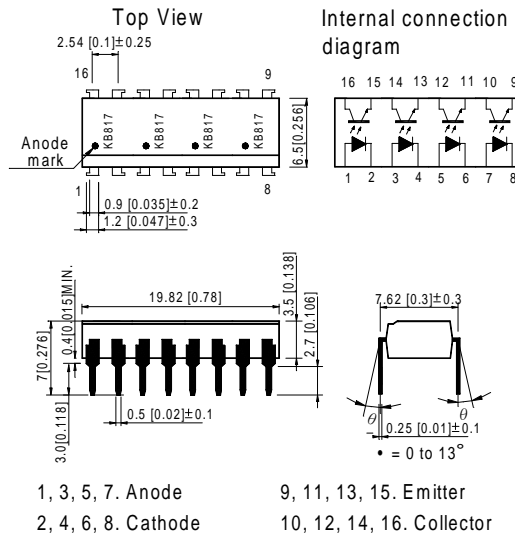 Top View
Internal connection
diagram
2.54 [0.1]±0.25
16
9
KB817
KB817
KB817
KB817
Anode
mark
6.5[0.256]
1
8
0.9 [0.035]±0.2
1.2 [0.047]±0.3
16 15 14 13 12 11 10 9
1 2 3 4 5 6 7 8
19.82 [0.78]
3.5 [0.138]
2.7 [0.106]
0.4[0.015]MIN.
7[0.276]
3.0[0.118]
0.5 [0.02]±0.1
7.62 [0.3]±0.3
θ
θ
0.25 [0.01]±0.1
• = 0 to 13°
1, 3, 5, 7. Anode
9, 11, 13, 15. Emitter
2, 4, 6, 8. Cathode
10, 12, 14, 16. Collector